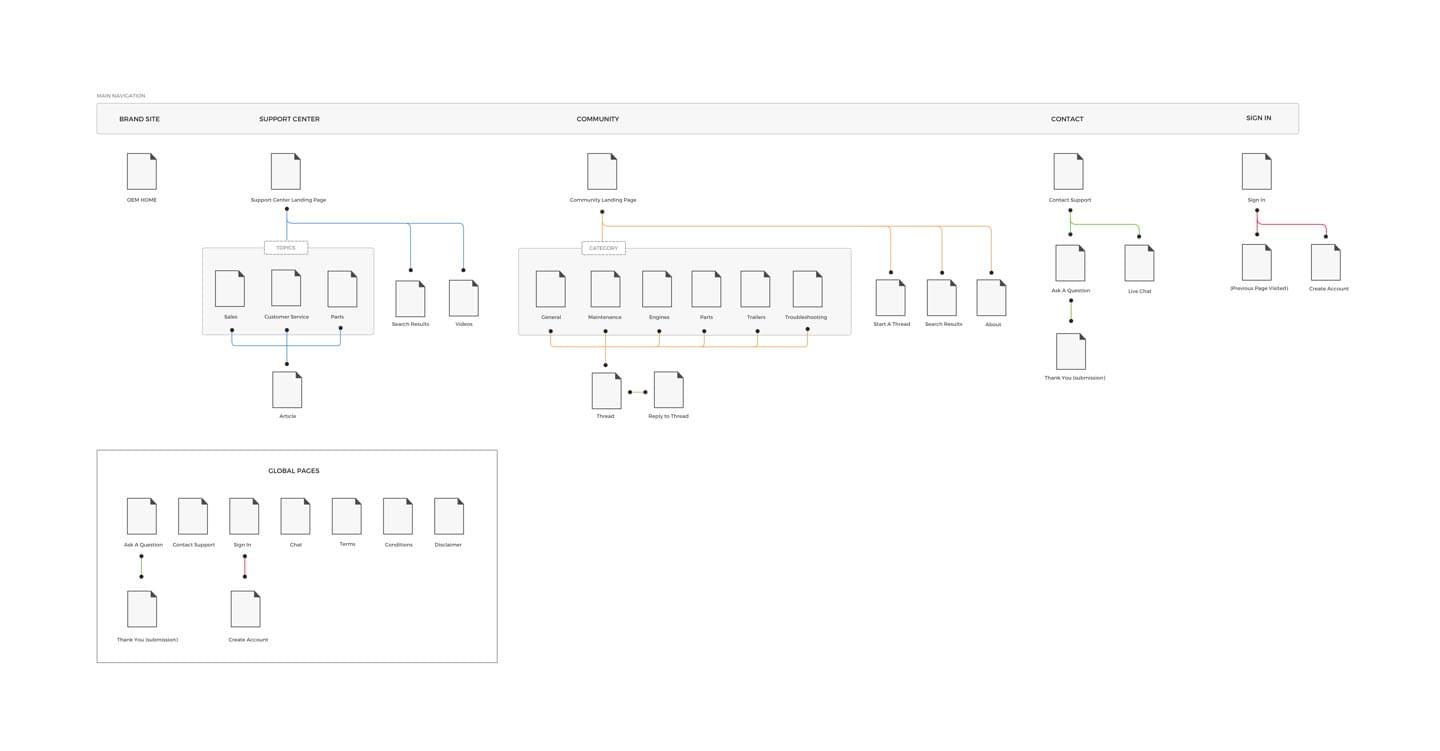 MAIN NAVIGATION
BRAND SITE
SUPPORT CENTER
COMMUNITY
CONTACT
SIGN IN
OEM HOME
Support Center Landing Page
Community Landing Page
Contact Support
Sign In
TOPICS
CATEGORY
Sales
Customer Service
Parts
Search Results
Videos
General
Maintenance
Engines
Parts
Trailers
Troubleshooting
Start A Thread
Search Results
About
Ask A Question
Live Chat
(Previous Page Visited)
Create Account
Thank You (submission)
Article
Thread
Reply to Thread
GLOBAL PAGES
Ask A Question
Contact Support
Sign In
Chat
Terms
Conditions
Disclaimer
Thank You (submission)
Create Account